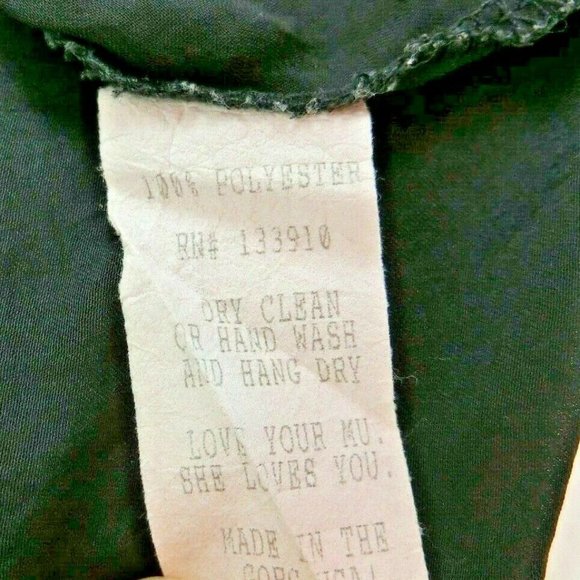 100% POLYESTER
RN# 133910
DRY CLEAN
OR HAND WASH
AND HANG DRY
LOVE YOUR MU.
SHE LOVES YOU.
MADE IN THE